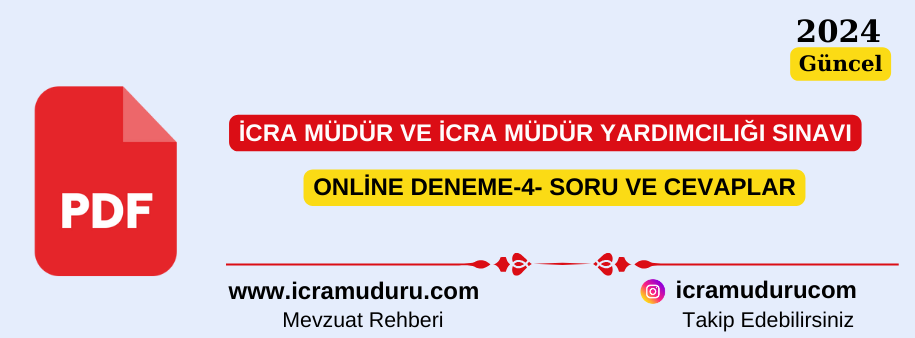 2024
Güncel
İCRA MÜDÜR VE İCRA MÜDÜR YARDIMCILIĞI SINAVI
ONLİNE DENEME-4- SORU VE CEVAPLAR
PDF
www.icramuduru.com
Mevzuat Rehberi
icramudurucom
Takip Edebilirsiniz